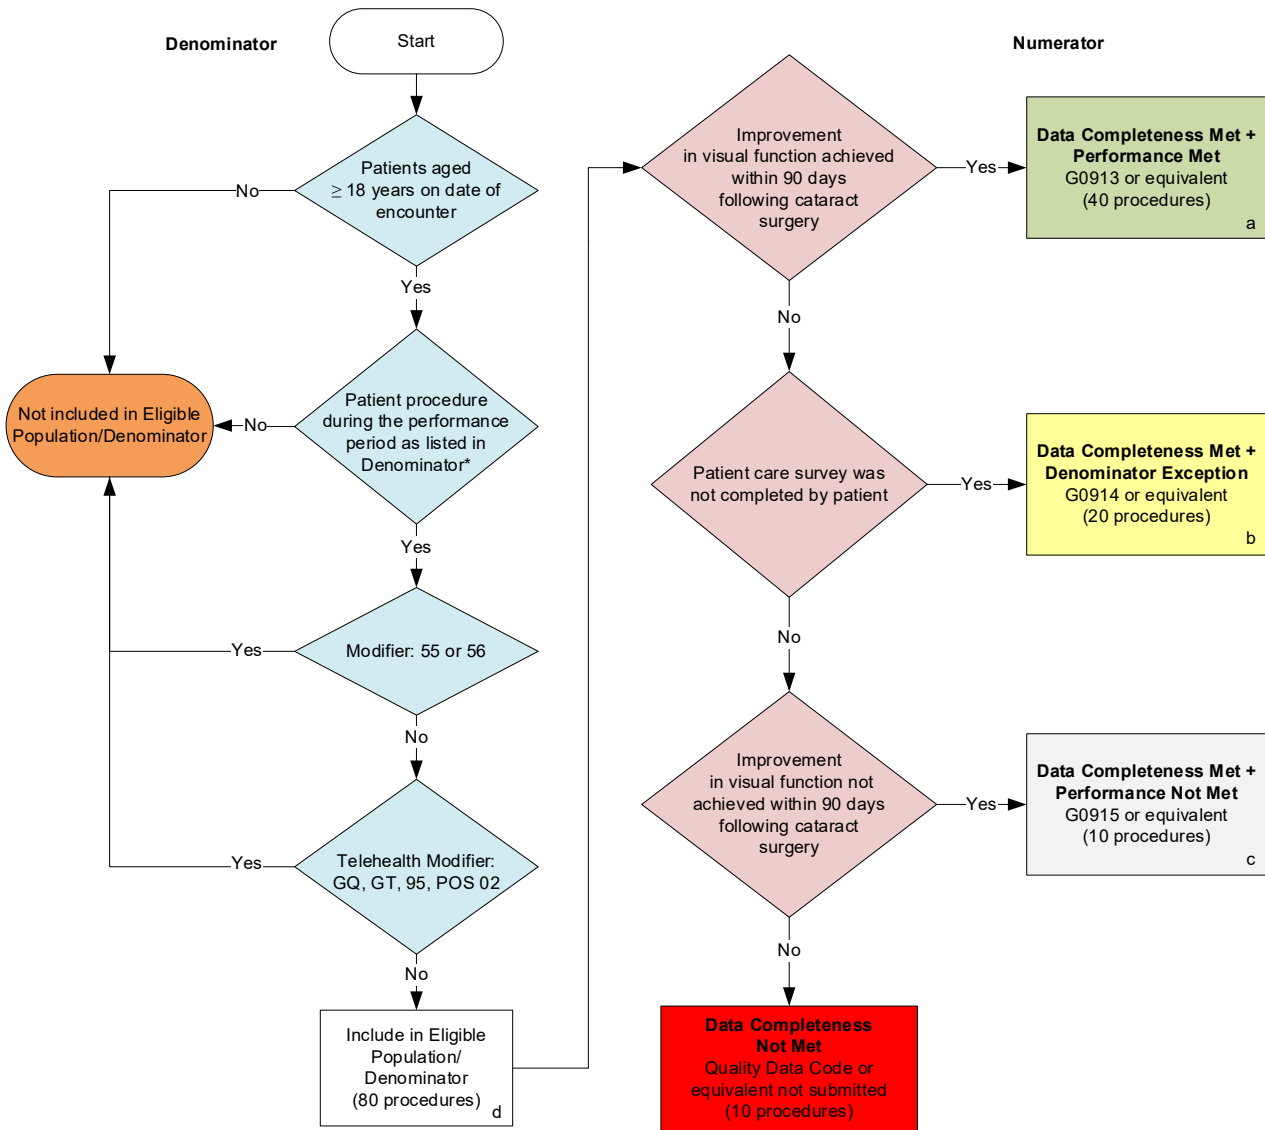 Denominator
Start
Patients aged
≥ 18 years on date of
encounter
No
Yes
Not included in Eligible
Population/Denominator
No
Patient procedure
during the performance
period as listed in
Denominator*
Yes
Yes
Modifier: 55 or 56
No
Yes
Telehealth Modifier:
GQ, GT, 95, POS 02
No
Include in Eligible
Population/
Denominator
(80 procedures)
d
Numerator
Improvement
in visual function achieved
within 90 days
following cataract
surgery
Yes
Data Completeness Met +
Performance Met
G0913 or equivalent
(40 procedures)
a
No
Patient care survey was
not completed by patient
Yes
Data Completeness Met +
Denominator Exception
G0914 or equivalent
(20 procedures)
b
No
Improvement
in visual function not
achieved within 90 days
following cataract
surgery
Yes
Data Completeness Met +
Performance Not Met
G0915 or equivalent
(10 procedures)
c
No
Data Completeness
Not Met
Quality Data Code or
equivalent not submitted
(10 procedures)